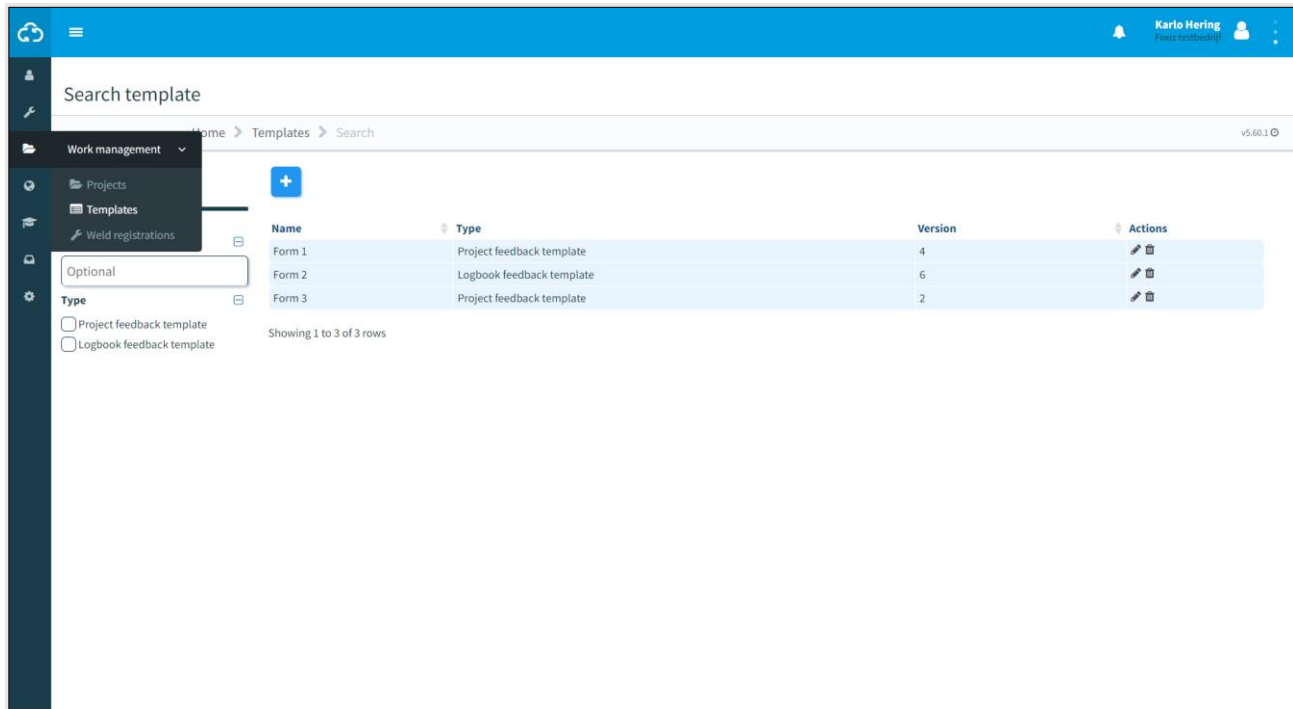 Karlo Hering
Foxiz testbedrijf
Search template
Home Templates Search
v5.60.1
Work management
Projects
Templates
Weld registrations
Optional
Type
Project feedback template
Logbook feedback template
Name Type Version Actions
Form 1 Project feedback template 4
Form 2 Logbook feedback template 6
Form 3 Project feedback template 2
Showing 1 to 3 of 3 rows